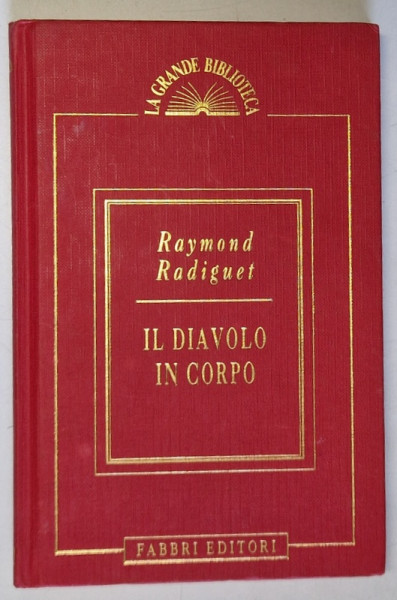 LA GRANDE BIBLIOTECA
Raymond
Radiguet
IL DIAVOLO
IN CORPO
FABBRI EDITORI